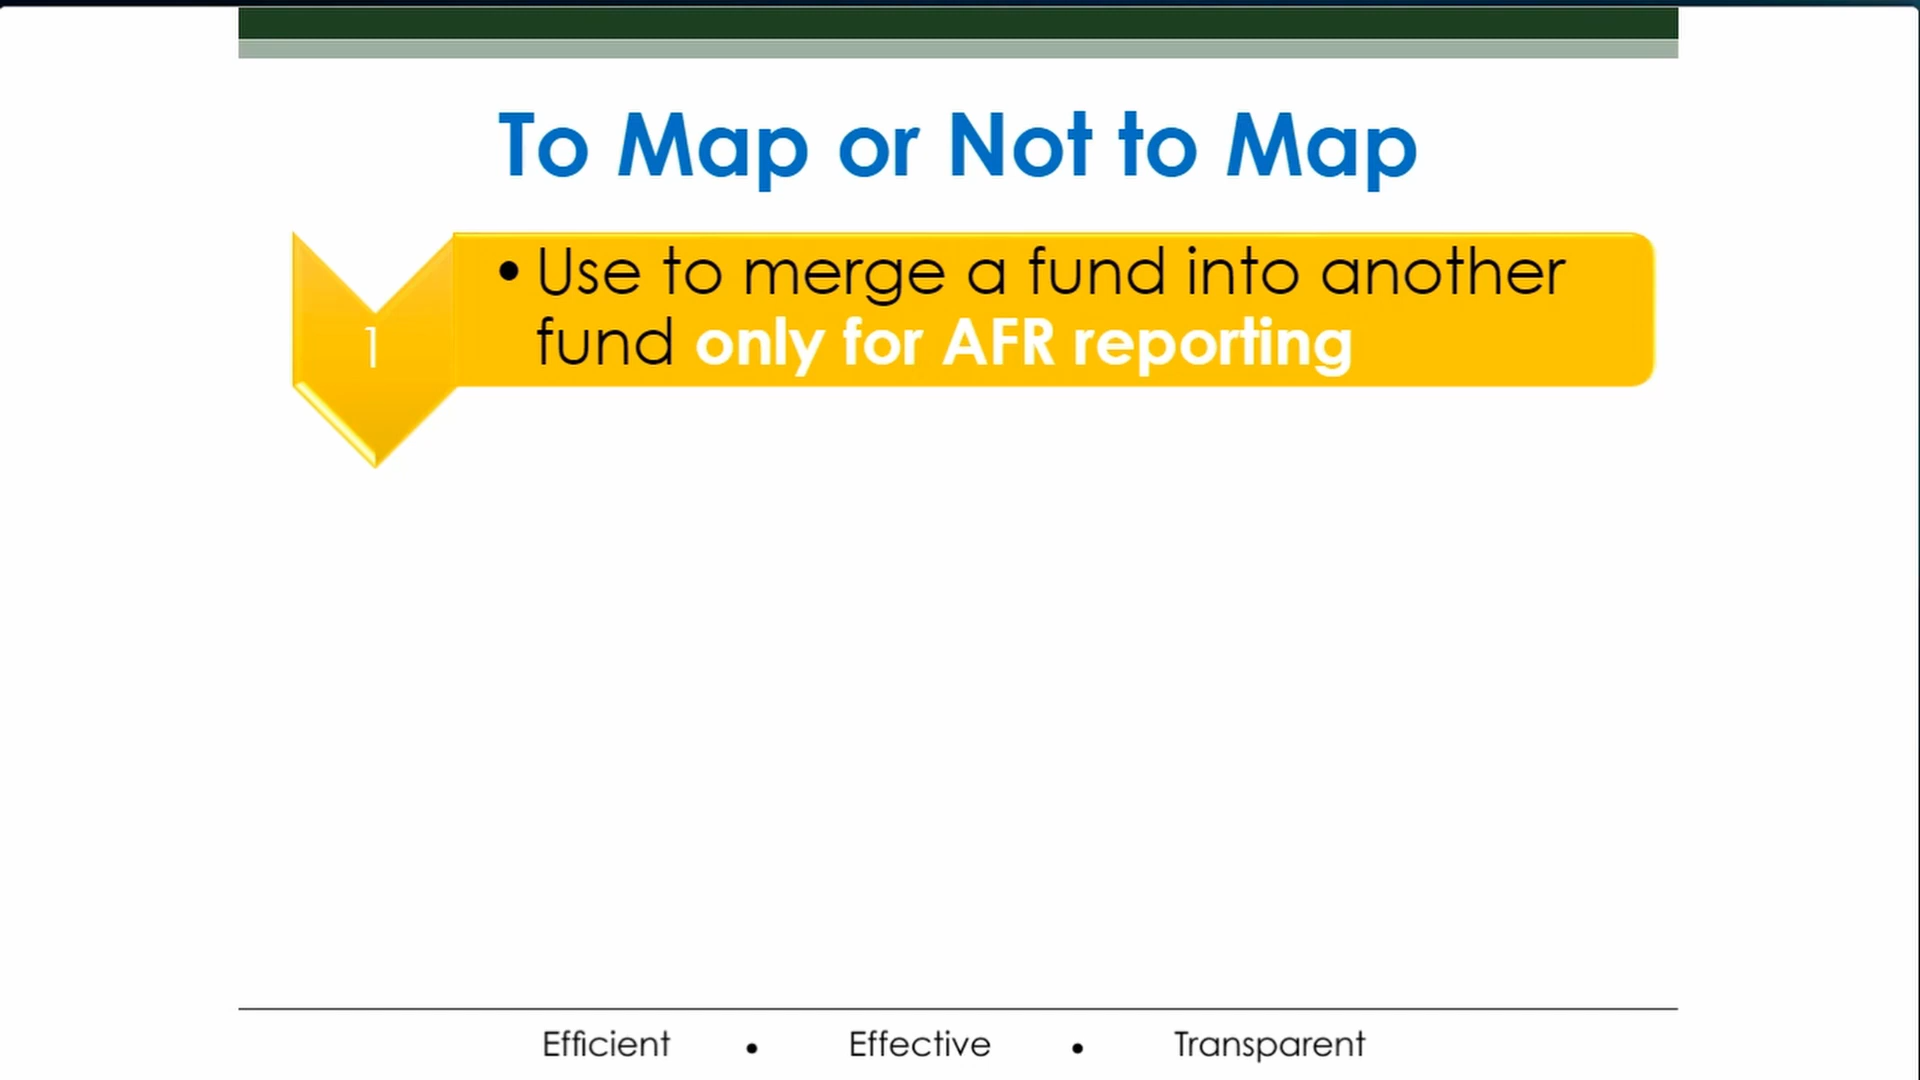 To Map or Not to Map
1
• Use to merge a fund into another
fund only for AFR reporting
Efficient • Effective • Transparent